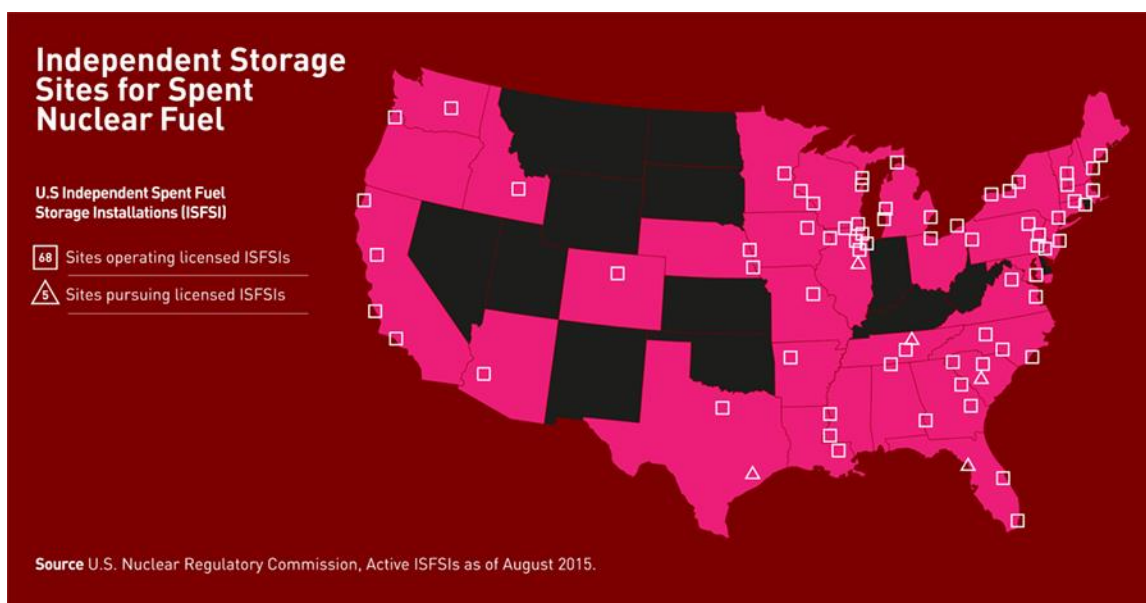 Independent Storage
Sites for Spent
Nuclear Fuel
U.S Independent Spent Fuel
Storage Installations (ISFSI)
68 Sites operating licensed ISFSIs
5 Sites pursuing licensed ISFSIs
Source U.S. Nuclear Regulatory Commission, Active ISFSIs as of August 2015.